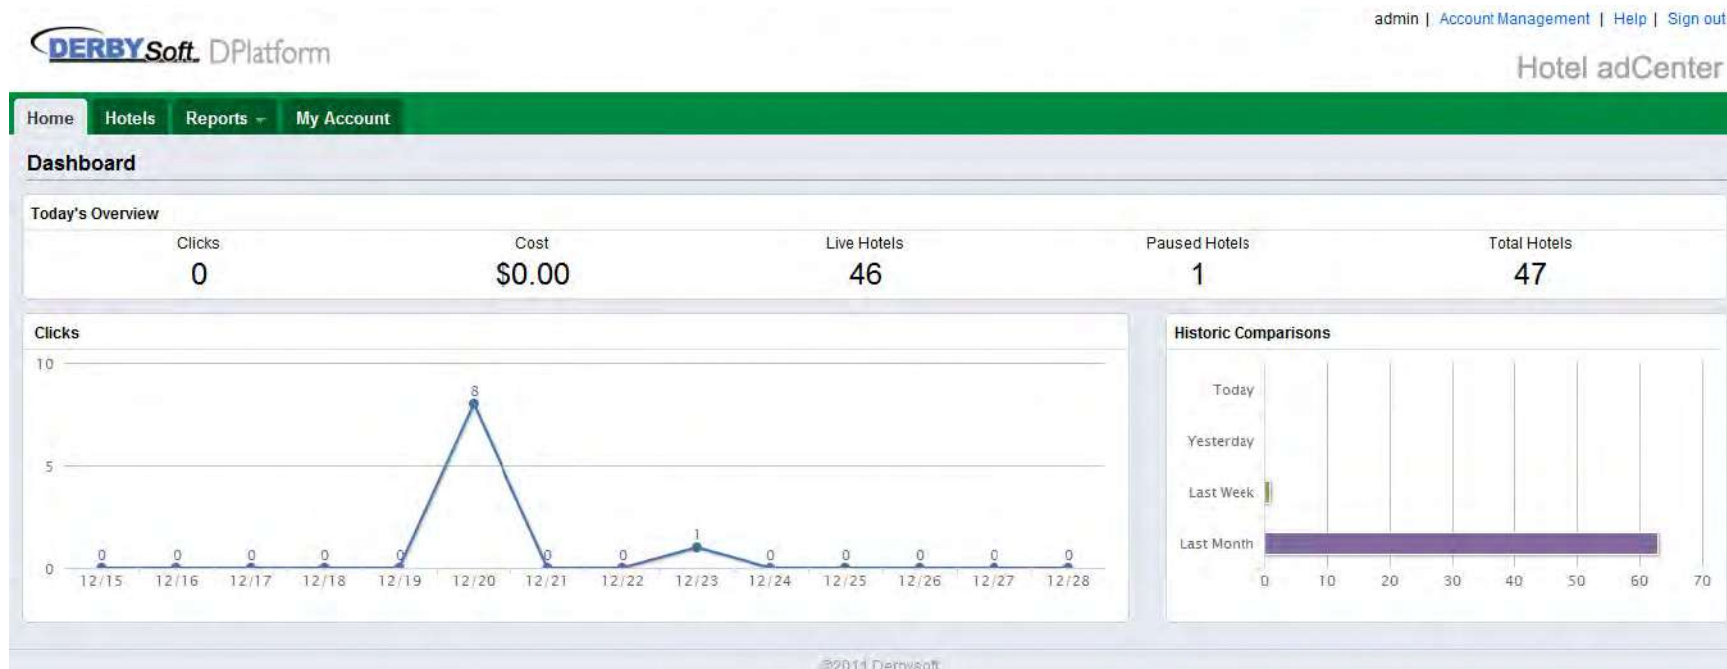 admin | Account Management | Help | Sign out
DERBYSoft DPlatform
Hotel adCenter
Home Hotels Reports My Account
Dashboard
Today's Overview
Clicks Cost Live Hotels Paused Hotels Total Hotels
0 $0.00 46 1 47
Clicks
10
5
0
0 0 0 0 0 8 0 0 1 0 0 0 0 0
12/15 12/16 12/17 12/18 12/19 12/20 12/21 12/22 12/23 12/24 12/25 12/26 12/27 12/28
Historic Comparisons
Today
Yesterday
Last Week
Last Month
0 10 20 30 40 50 60 70
©2011 Derbysoft